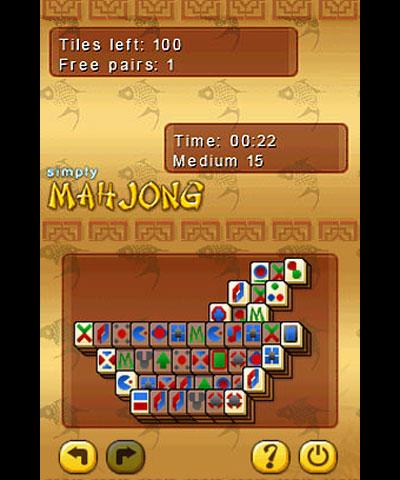 Tiles left: 100
Free pairs: 1
Time: 00:22
Medium 15
simply
MAHJONG
?